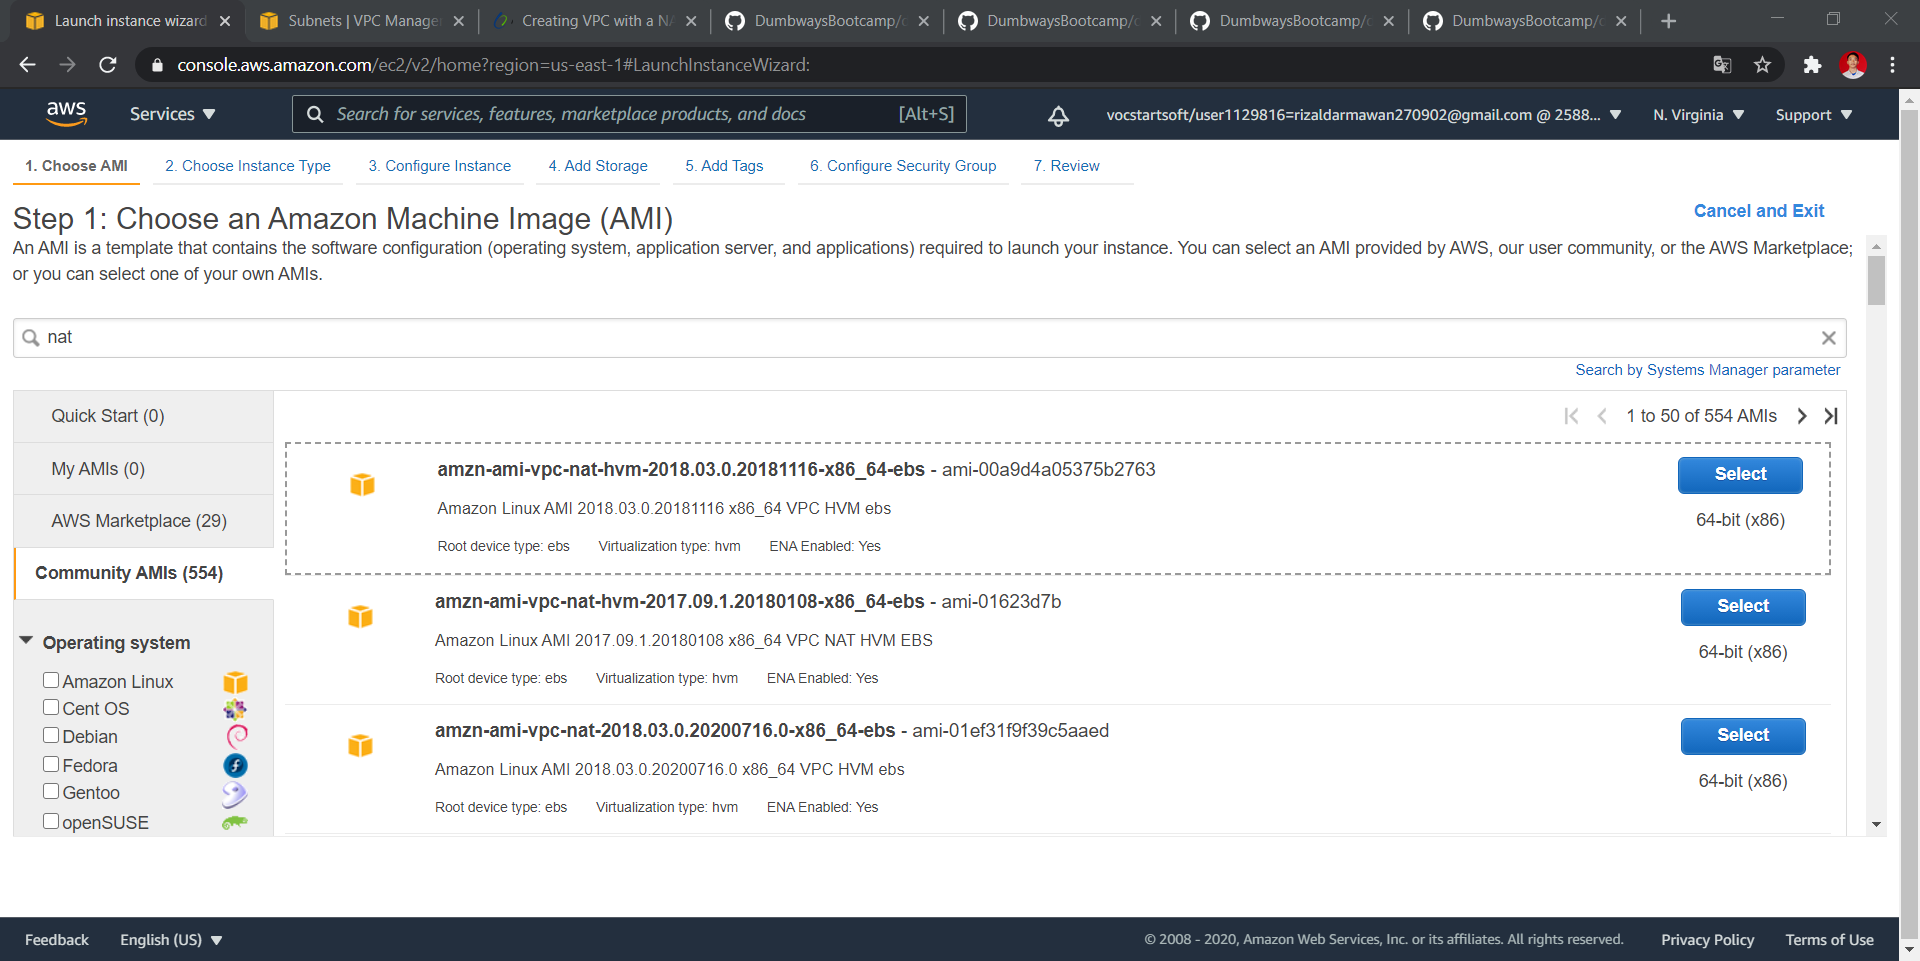 Launch instance wizard
Subnets | VPC Manager
Creating VPC with a NA
DumbwaysBootcamp/
DumbwaysBootcamp/
DumbwaysBootcamp/
DumbwaysBootcamp/
console.aws.amazon.com/ec2/v2/home?region=us-east-1#LaunchInstanceWizard:
aws
Services
Search for services, features, marketplace products, and docs
[Alt+S]
vocstartsoft/user1129816=rizaldarmawan270902@gmail.com @ 2588...
N. Virginia
Support
1. Choose AMI
2. Choose Instance Type
3. Configure Instance
4. Add Storage
5. Add Tags
6. Configure Security Group
7. Review
Step 1: Choose an Amazon Machine Image (AMI)
Cancel and Exit
An AMI is a template that contains the software configuration (operating system, application server, and applications) required to launch your instance. You can select an AMI provided by AWS, our user community, or the AWS Marketplace;
or you can select one of your own AMIs.
nat
Search by Systems Manager parameter
Quick Start (0)
My AMIs (0)
AWS Marketplace (29)
Community AMIs (554)
Operating system
Amazon Linux
Cent OS
Debian
Fedora
Gentoo
openSUSE
1 to 50 of 554 AMIs
amzn-ami-vpc-nat-hvm-2018.03.0.20181116-x86_64-ebs - ami-00a9d4a05375b2763
Select
Amazon Linux AMI 2018.03.0.20181116 x86_64 VPC HVM ebs
64-bit (x86)
Root device type: ebs Virtualization type: hvm ENA Enabled: Yes
amzn-ami-vpc-nat-hvm-2017.09.1.20180108-x86_64-ebs - ami-01623d7b
Select
Amazon Linux AMI 2017.09.1.20180108 x86_64 VPC NAT HVM EBS
64-bit (x86)
Root device type: ebs Virtualization type: hvm ENA Enabled: Yes
amzn-ami-vpc-nat-2018.03.0.20200716.0-x86_64-ebs - ami-01ef31f9f39c5aaed
Select
Amazon Linux AMI 2018.03.0.20200716.0 x86_64 VPC HVM ebs
64-bit (x86)
Root device type: ebs Virtualization type: hvm ENA Enabled: Yes
Feedback
English (US)
© 2008 - 2020, Amazon Web Services, Inc. or its affiliates. All rights reserved.
Privacy Policy
Terms of Use